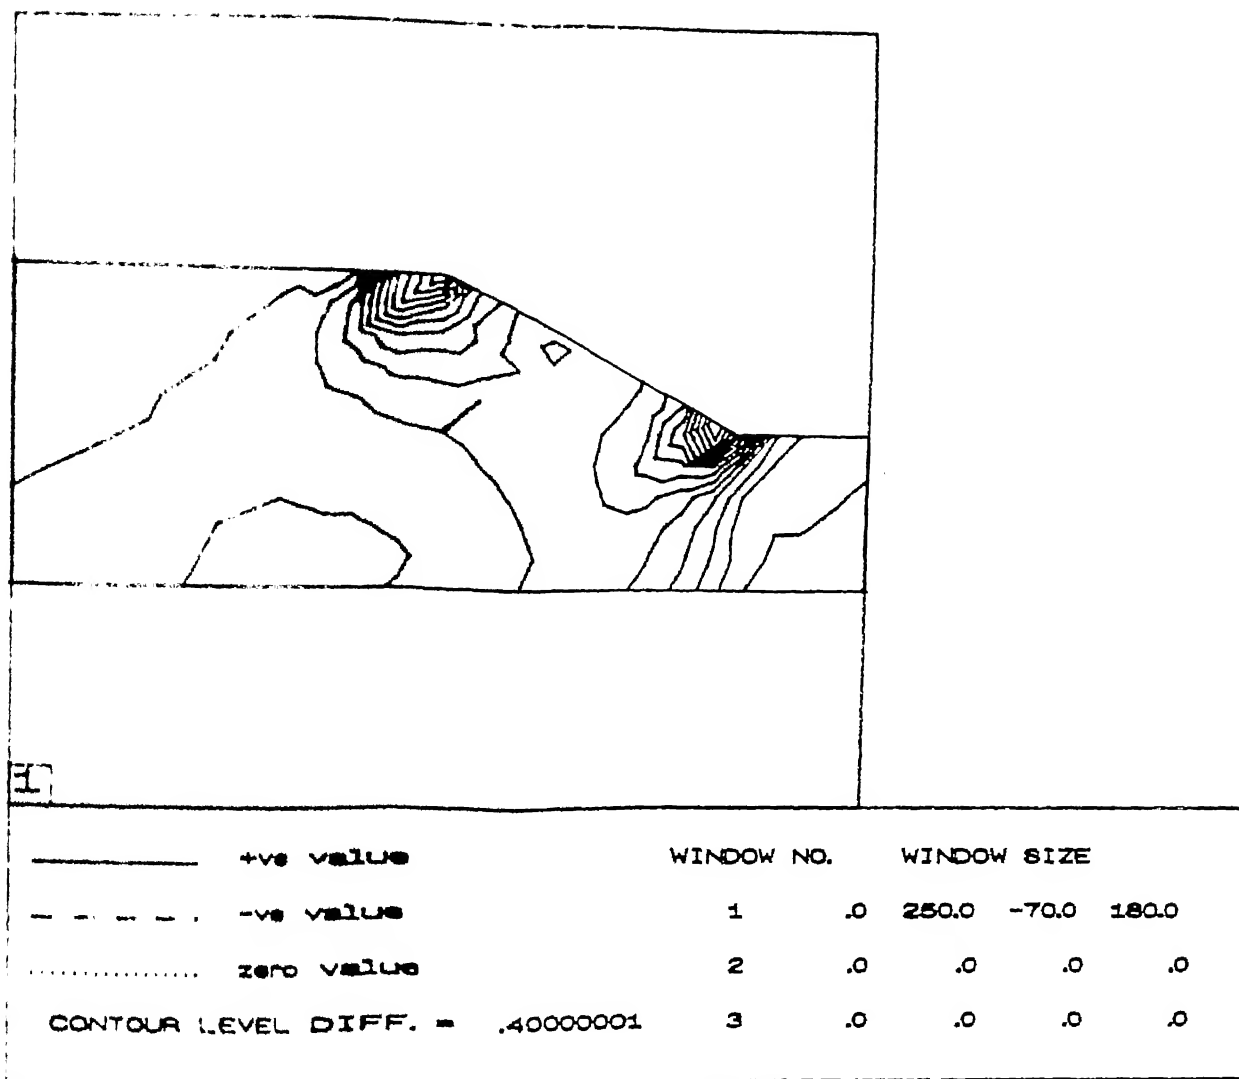 1
+ve value WINDOW NO. WINDOW SIZE
-ve value 1 .0 250.0 -70.0 180.0
zero value 2 .0 .0 .0 .0
CONTOUR LEVEL DIFF. = .40000001 3 .0 .0 .0 .0